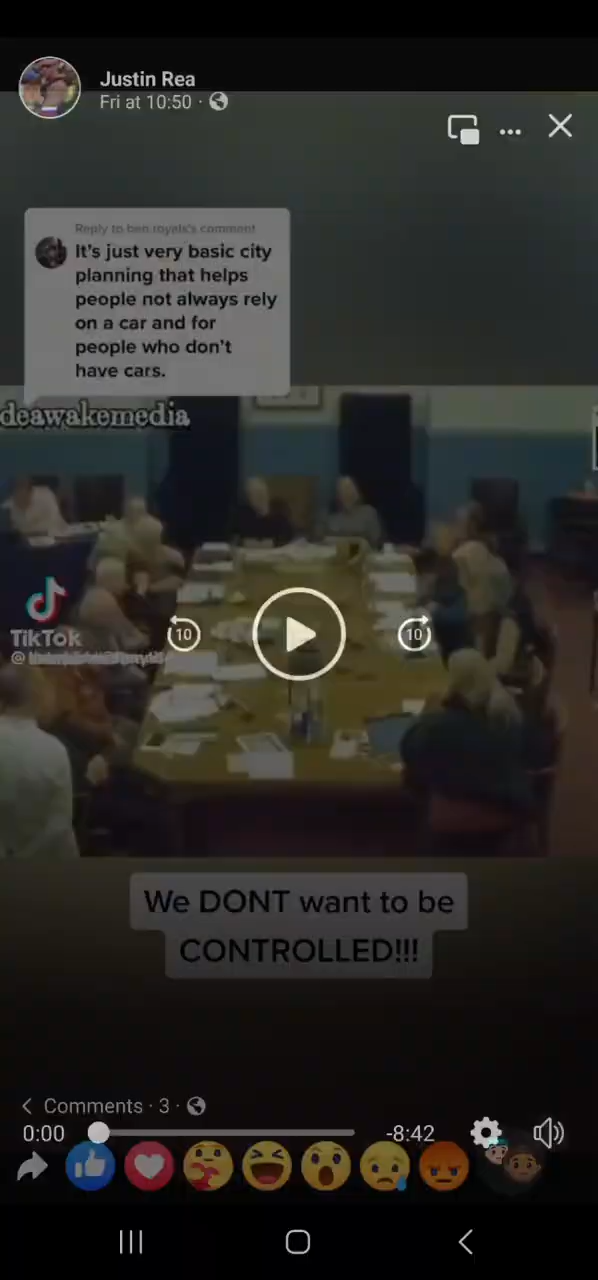 Justin Rea
Fri at 10:50 ·
Reply to ben.royals's comment
It's just very basic city
planning that helps
people not always rely
on a car and for
people who don't
have cars.
deawakemedia
TikTok
@
10
10
We DONT want to be
CONTROLLED!!!
Comments · 3 ·
0:00
-8:42